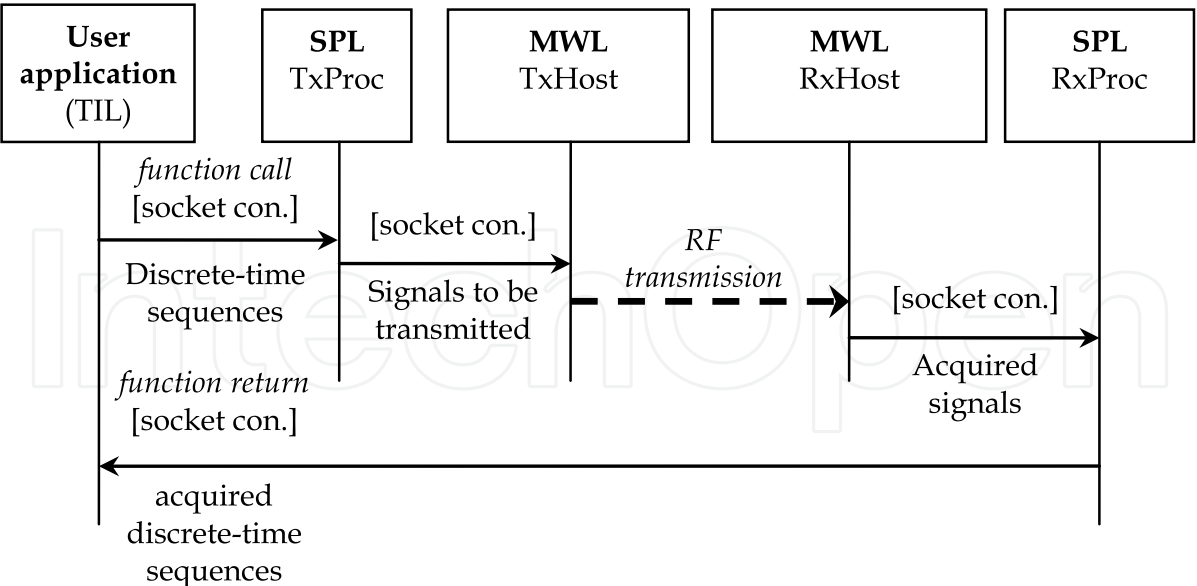 User
application
(TIL)
SPL
TxProc
MWL
TxHost
MWL
RxHost
SPL
RxProc
function call
[socket con.]
Discrete-time
sequences
[socket con.]
Signals to be
transmitted
RF
transmission
[socket con.]
Acquired
signals
function return
[socket con.]
acquired
discrete-time
sequences
IntechOpen